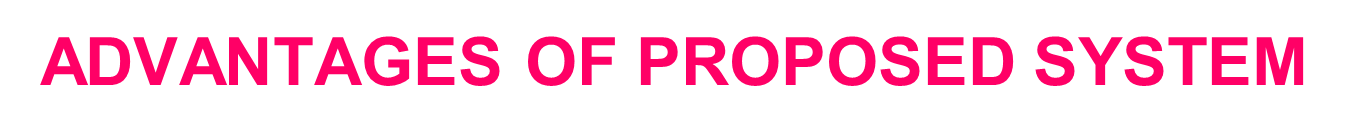 ADVANTAGES OF PROPOSED SYSTEM